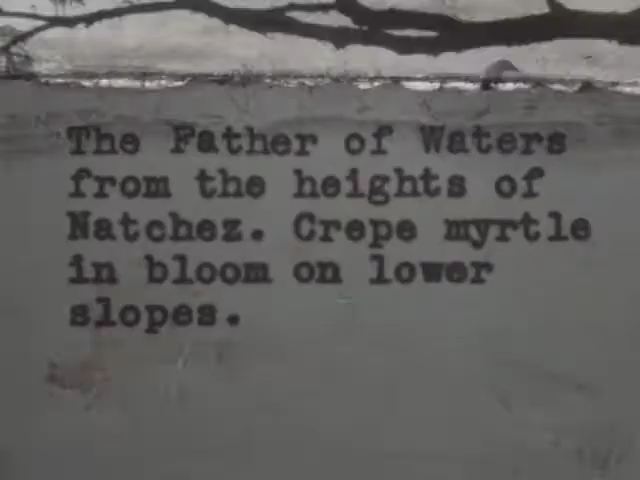 The Father of Waters
from the heights of
Natchez. Crepe myrtle
in bloom on lower
slopes.